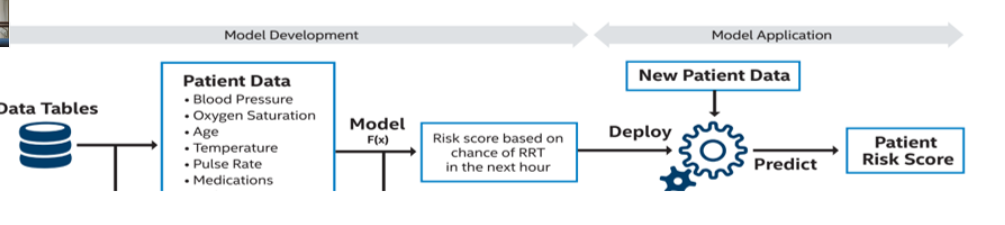 Model Development
Model Application
Data Tables
Patient Data
• Blood Pressure
• Oxygen Saturation
• Age
• Temperature
• Pulse Rate
• Medications
Model
F(x)
Risk score based on
chance of RRT
in the next hour
New Patient Data
Deploy
Predict
Patient
Risk Score